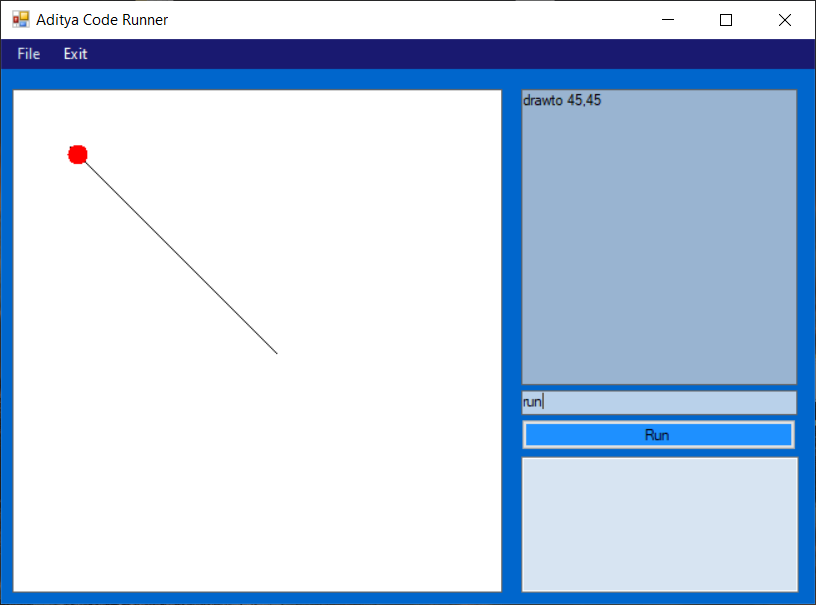 Aditya Code Runner
File Exit
drawto 45,45
run
Run